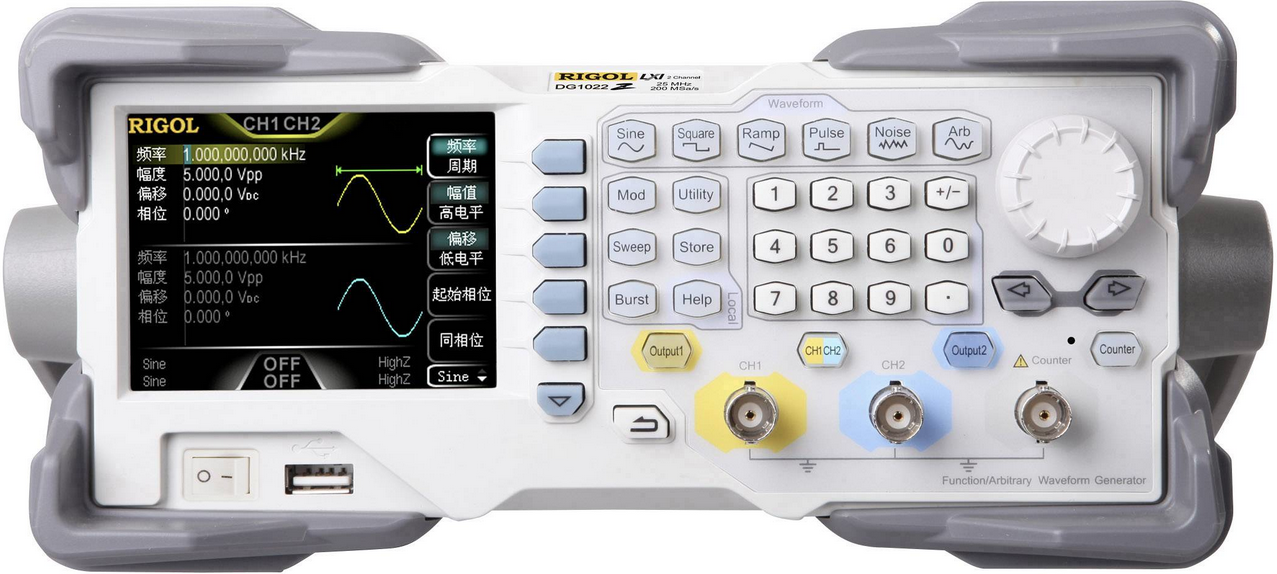 RIGOL LXI 2 Channel
DG1022 Z 25 MHz
200 MSa/s
RIGOL CH1 CH2
频率 1.000,000,000 kHz
幅度 5.000,0 Vpp
偏移 0.000,0 VDC
相位 0.000 °
频率 1.000,000,000 kHz
幅度 5.000,0 Vpp
偏移 0.000,0 VDC
相位 0.000 °
Sine OFF HighZ
Sine OFF HighZ
频率
周期
幅值
高电平
偏移
低电平
起始相位
同相位
Sine
Waveform
Sine Square Ramp Pulse Noise Arb
Mod Utility
Sweep Store
Burst Help
Local
1 2 3 +/−
4 5 6 0
7 8 9 .
Output1 CH1 CH2 Output2 Counter
CH1 CH2 Counter
Function/Arbitrary Waveform Generator